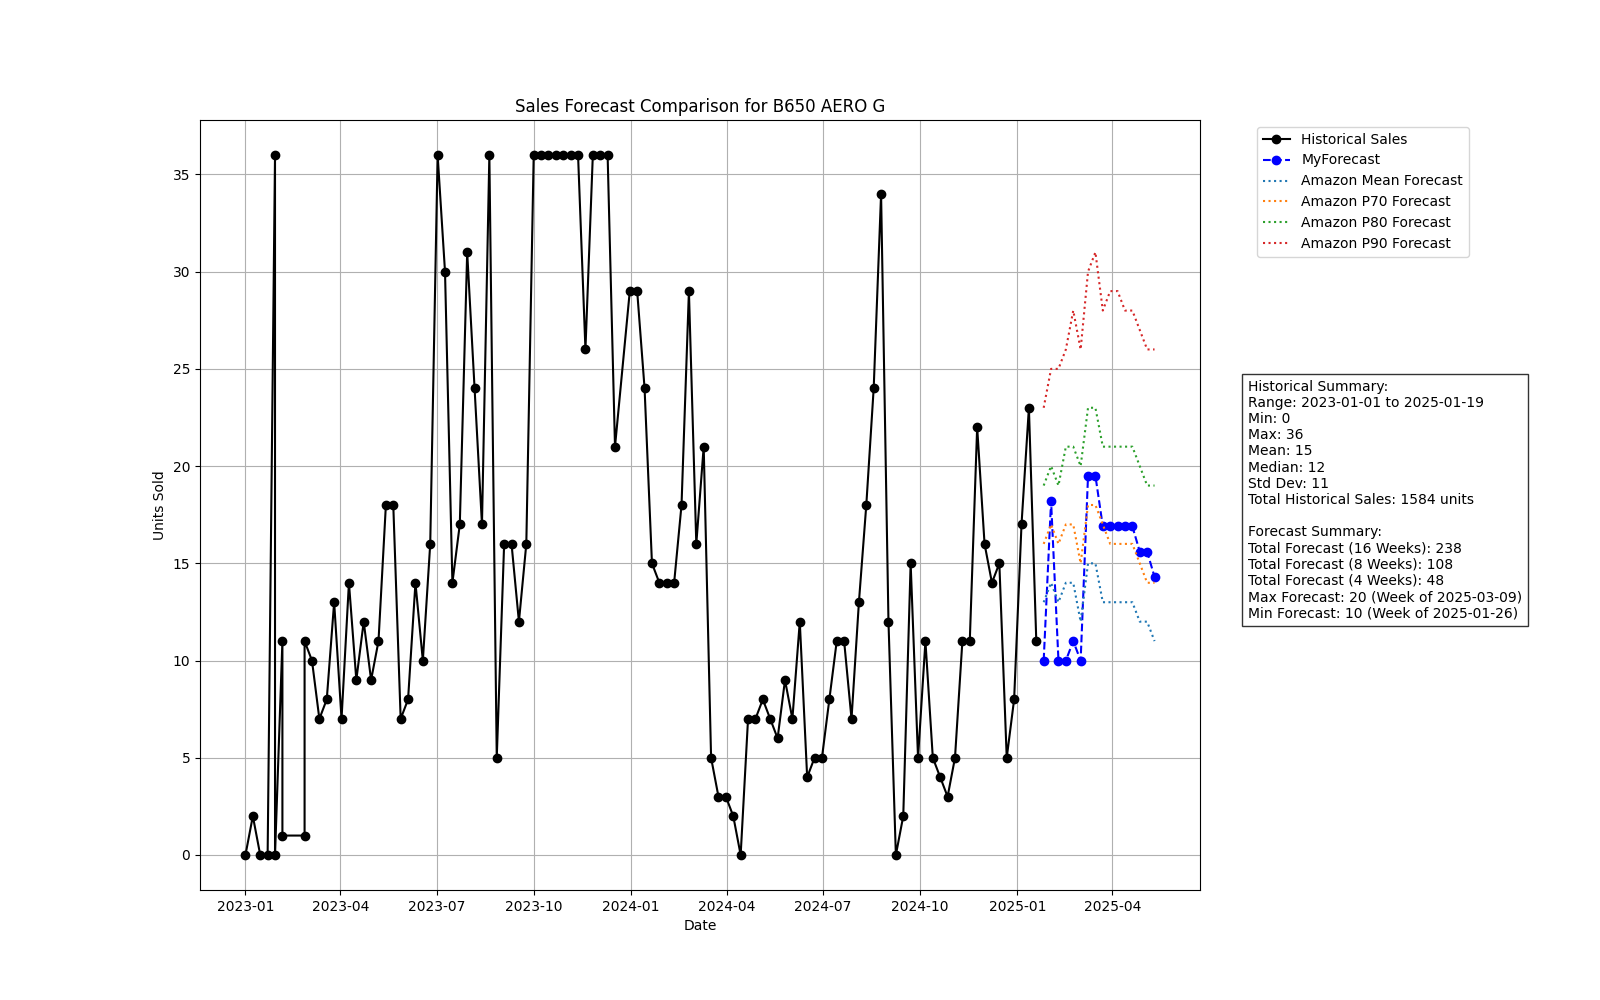 Sales Forecast Comparison for B650 AERO G
Units Sold
35
30
25
20
15
10
5
0
2023-01
2023-04
2023-07
2023-10
2024-01
2024-04
2024-07
2024-10
2025-01
2025-04
Date
Historical Sales
MyForecast
Amazon Mean Forecast
Amazon P70 Forecast
Amazon P80 Forecast
Amazon P90 Forecast
Historical Summary:
Range: 2023-01-01 to 2025-01-19
Min: 0
Max: 36
Mean: 15
Median: 12
Std Dev: 11
Total Historical Sales: 1584 units
Forecast Summary:
Total Forecast (16 Weeks): 238
Total Forecast (8 Weeks): 108
Total Forecast (4 Weeks): 48
Max Forecast: 20 (Week of 2025-03-09)
Min Forecast: 10 (Week of 2025-01-26)